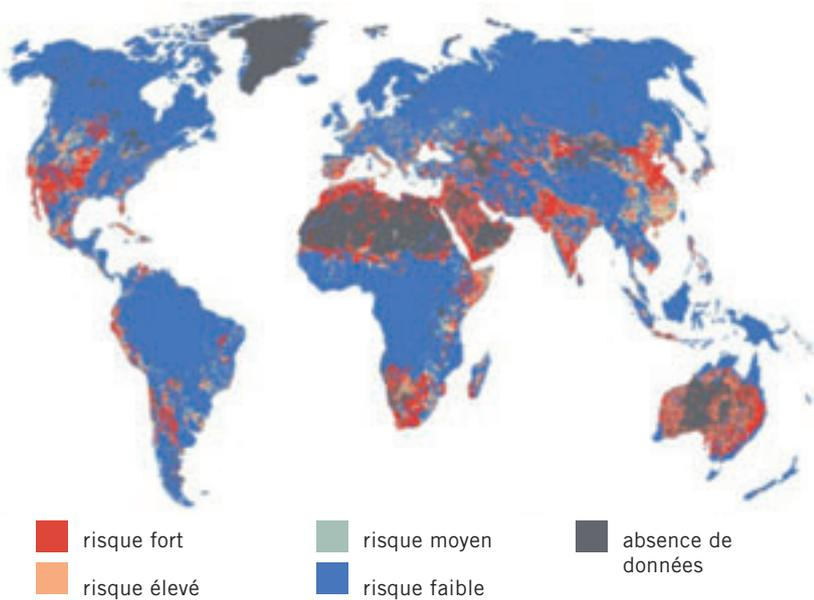 risque fort
risque élevé
risque moyen
risque faible
absence de
données